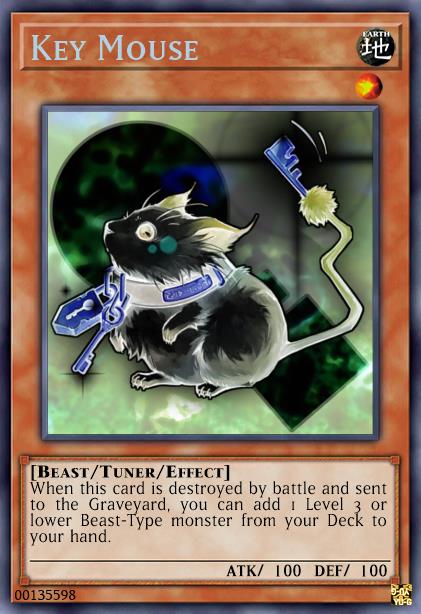 Key Mouse
EARTH
地
[Beast/Tuner/Effect]
When this card is destroyed by battle and sent
to the Graveyard, you can add 1 Level 3 or
lower Beast-Type monster from your Deck to
your hand.
ATK/ 100 DEF/ 100
00135598